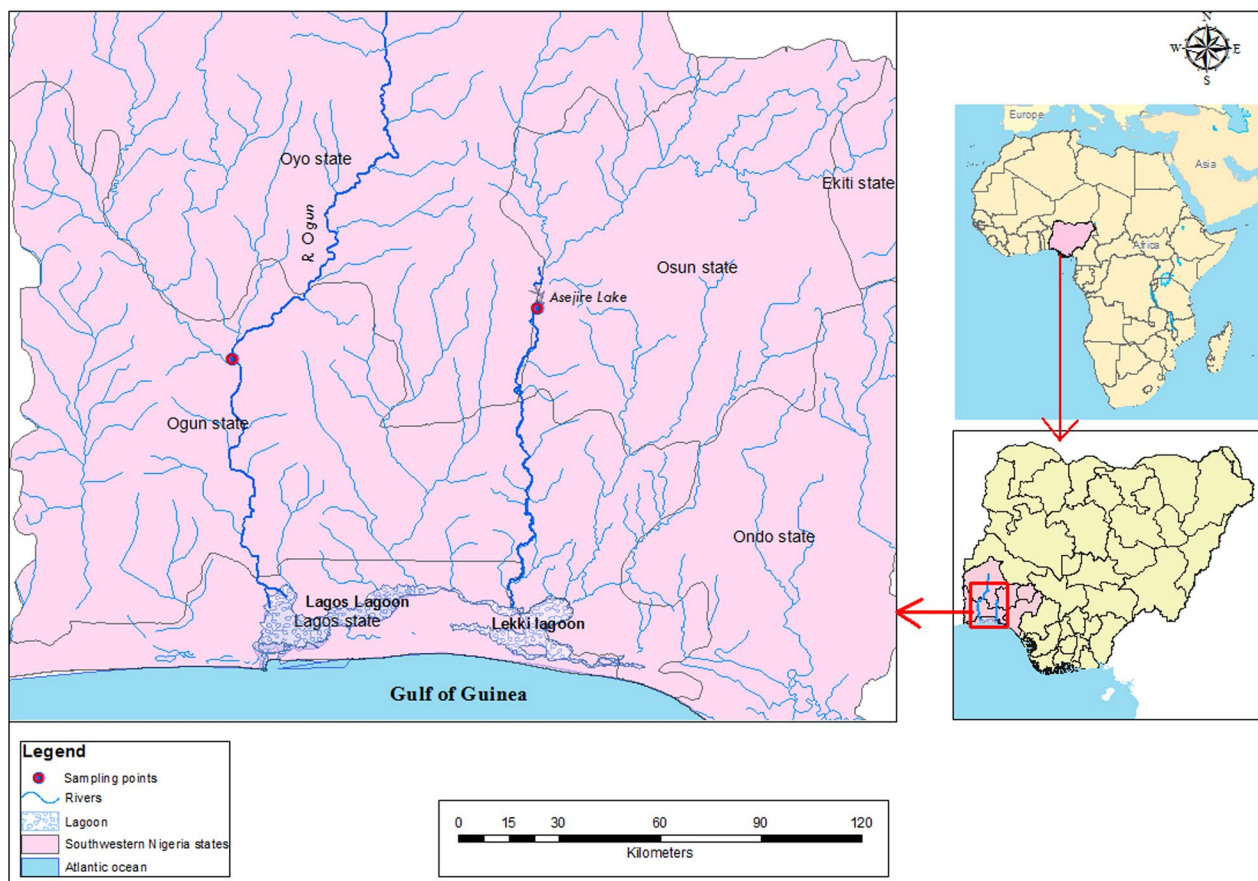 N
W
E
S
Europe
Asia
Africa
Oyo state
Ekiti state
R Ogun
Osun state
Asejire Lake
Ogun state
Ondo state
Lagos Lagoon
Lagos state
Lekki lagoon
Gulf of Guinea
Legend
Sampling points
Rivers
Lagoon
Southwestern Nigeria states
Atlantic ocean
0 15 30 60 90 120
Kilometers